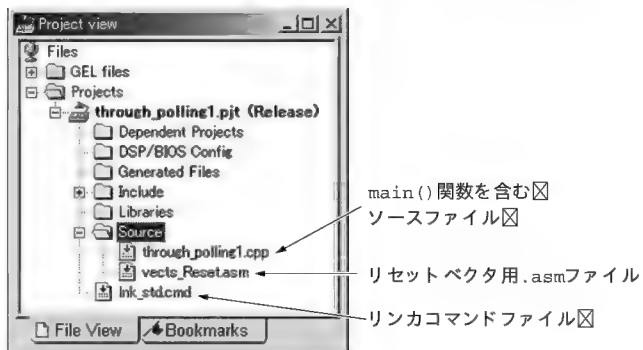 Project view
Files
GEL files
Projects
through_polling1.pjt (Release)
Dependent Projects
DSP/BIOS Config
Generated Files
Include
Libraries
Source
through_polling1.cpp
vects_Reset.asm
lnk_std.cmd
File View
Bookmarks
main()関数を含む
ソースファイル
リセットベクタ用.asmファイル
リンカコマンドファイル